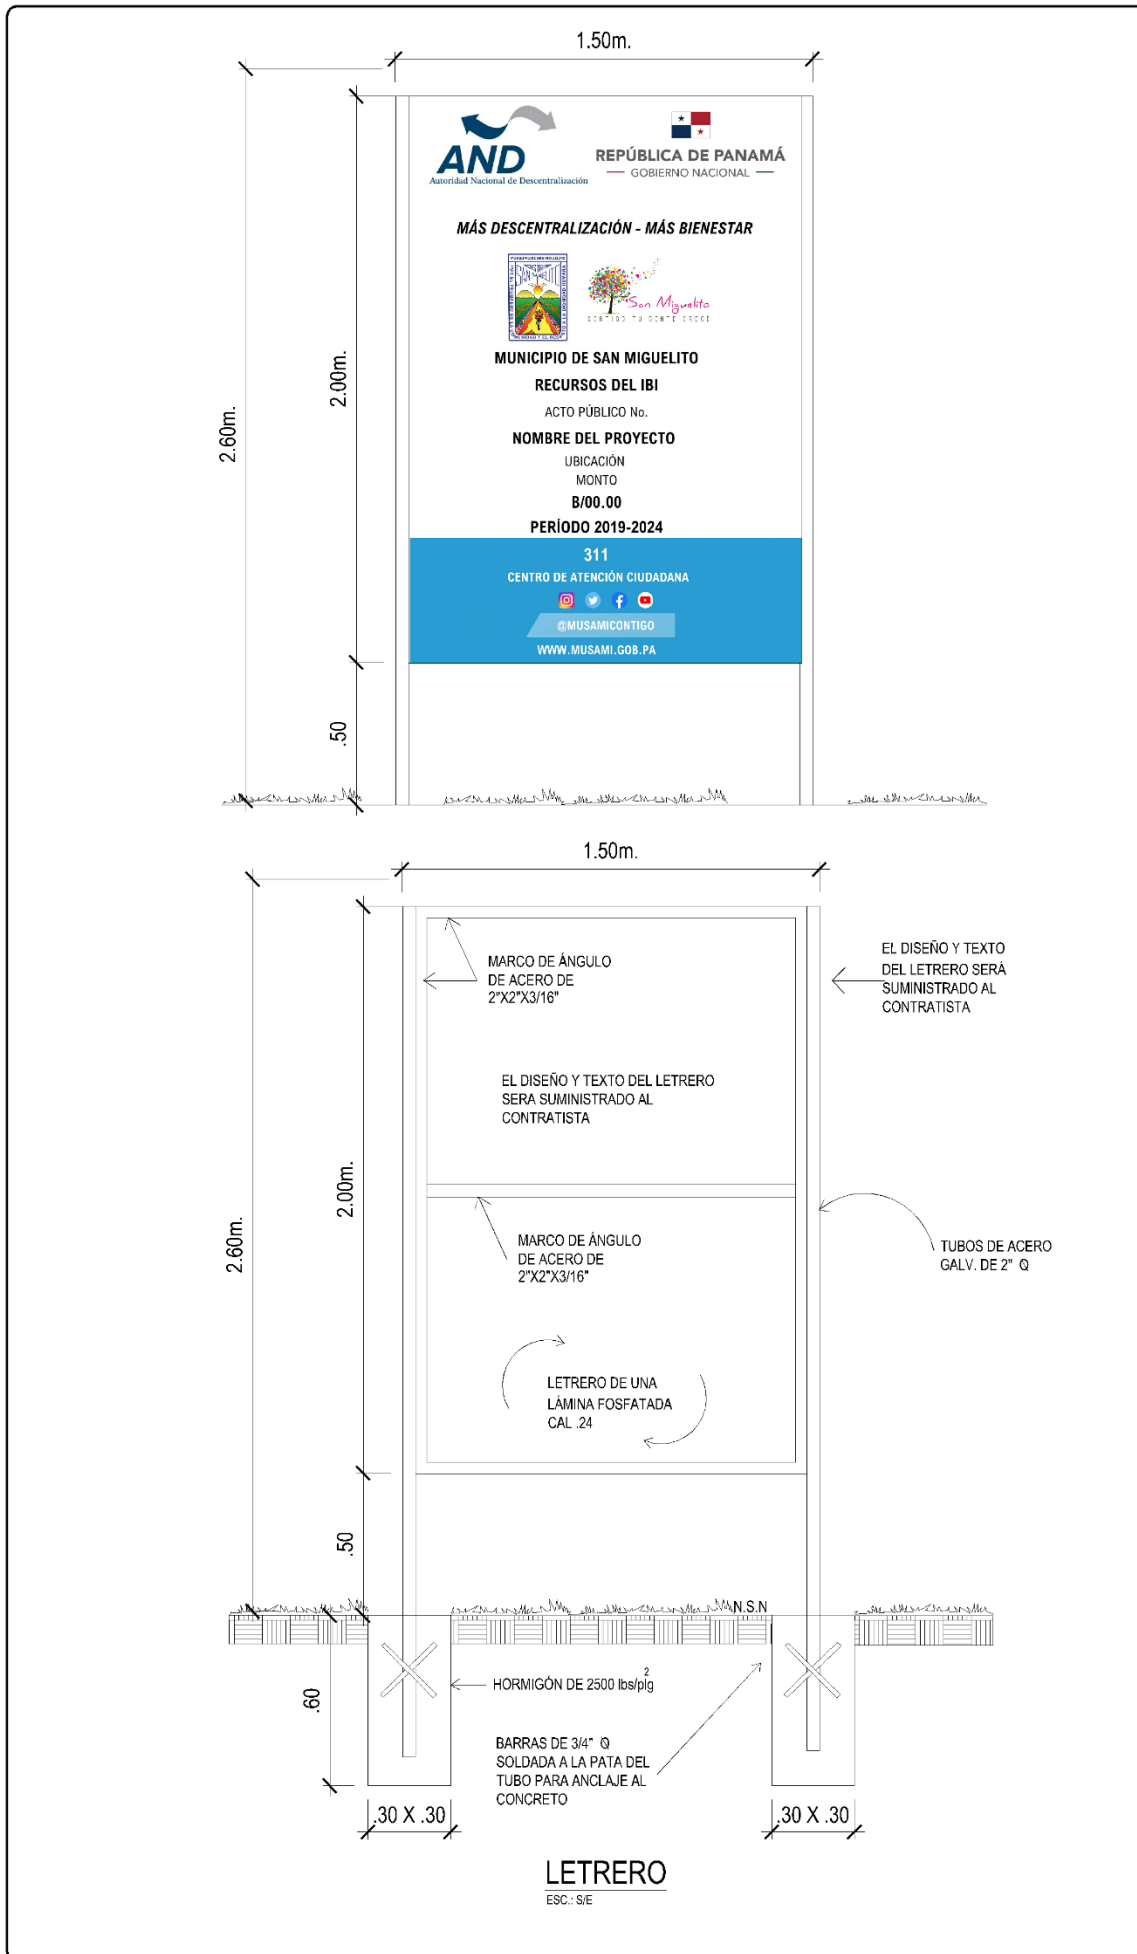 1.50m.
AND
Autoridad Nacional de Descentralización
REPÚBLICA DE PANAMÁ
GOBIERNO NACIONAL
MÁS DESCENTRALIZACIÓN - MÁS BIENESTAR
SAN MIGUELITO
San Miguelito
CONTIGO TU GENTE CRECE
MUNICIPIO DE SAN MIGUELITO
RECURSOS DEL IBI
ACTO PÚBLICO No.
NOMBRE DEL PROYECTO
UBICACIÓN
MONTO
B/00.00
PERÍODO 2019-2024
311
CENTRO DE ATENCIÓN CIUDADANA
@MUSAMICONTIGO
WWW.MUSAMI.GOB.PA
2.60m.
2.00m.
.50
1.50m.
MARCO DE ÁNGULO
DE ACERO DE
2"X2"X3/16"
EL DISEÑO Y TEXTO
DEL LETRERO SERÁ
SUMINISTRADO AL
CONTRATISTA
EL DISEÑO Y TEXTO DEL LETRERO
SERA SUMINISTRADO AL
CONTRATISTA
2.60m.
2.00m.
MARCO DE ÁNGULO
DE ACERO DE
2"X2"X3/16"
TUBOS DE ACERO
GALV. DE 2" Q
LETRERO DE UNA
LÁMINA FOSFATADA
CAL .24
.50
N.S.N
.60
HORMIGÓN DE 2500 lbs/plg2
BARRAS DE 3/4" Q
SOLDADA A LA PATA DEL
TUBO PARA ANCLAJE AL
CONCRETO
.30 X .30
.30 X .30
LETRERO
ESC.: S/E